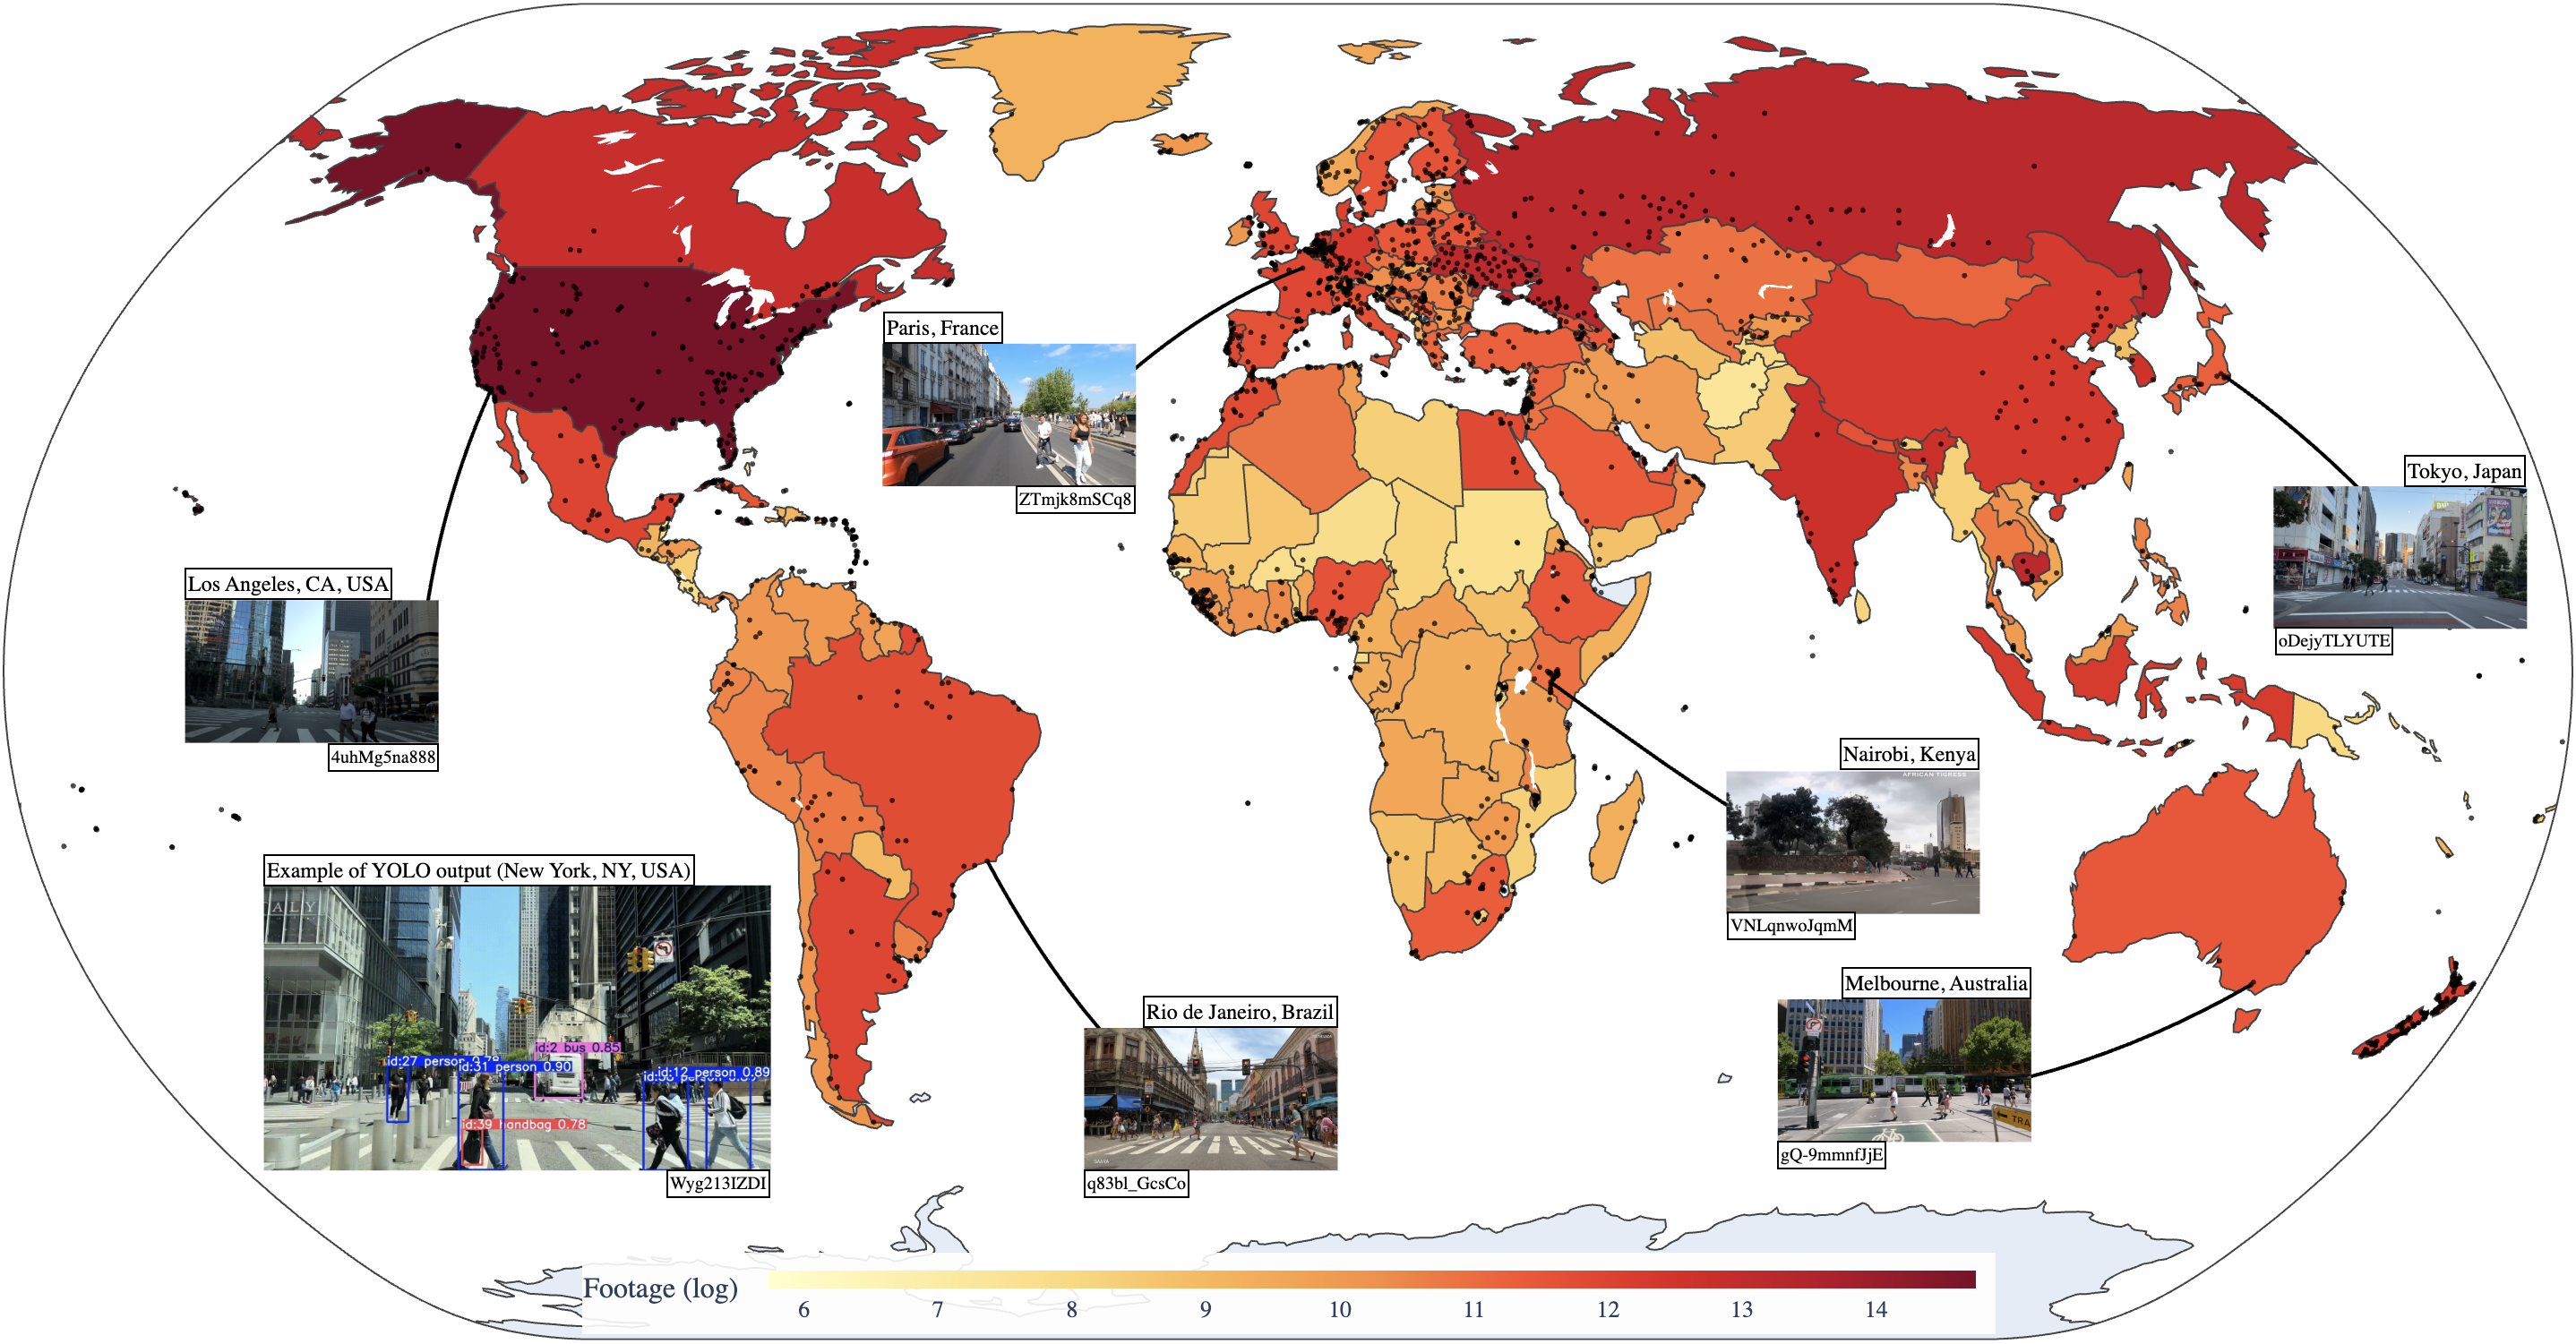 Paris, France
ZTmjk8mSCq8
Tokyo, Japan
oDejyTLYUTE
Los Angeles, CA, USA
4uhMg5na888
Nairobi, Kenya
AFRICAN TIGRESS
VNLqnwoJqmM
Example of YOLO output (New York, NY, USA)
ALY
id:2 bus 0.85
id:27 person 0.78
id:31 person 0.90
id:12 person 0.89
id:39 handbag 0.78
Wyg213IZDI
Rio de Janeiro, Brazil
q83bl_GcsCo
Melbourne, Australia
TRA
gQ-9mmnfJjE
Footage (log)
6 7 8 9 10 11 12 13 14